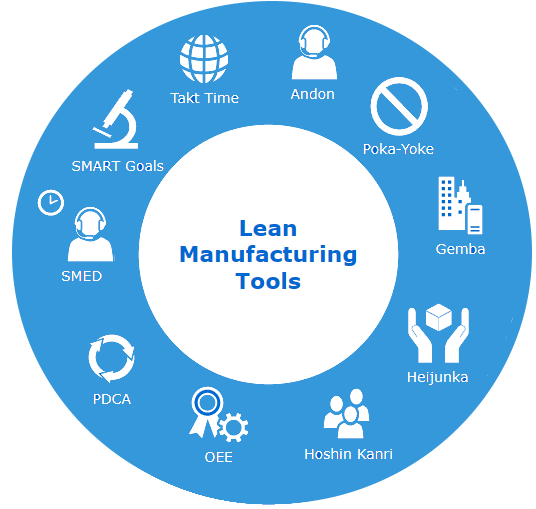 Lean
Manufacturing
Tools
Takt Time
Andon
Poka-Yoke
Gemba
Heijunka
Hoshin Kanri
OEE
PDCA
SMED
SMART Goals